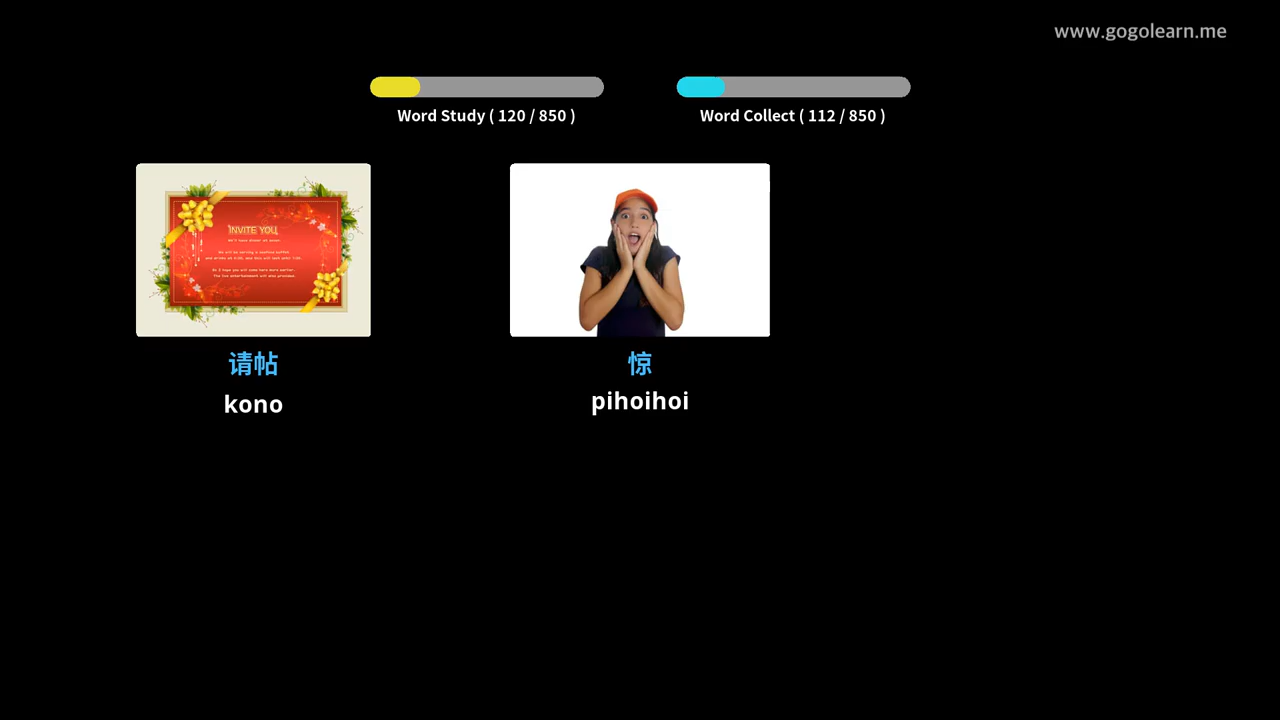 www.gogolearn.me
Word Study ( 120 / 850 )
Word Collect ( 112 / 850 )
INVITE YOU
请帖
kono
惊
pihoihoi